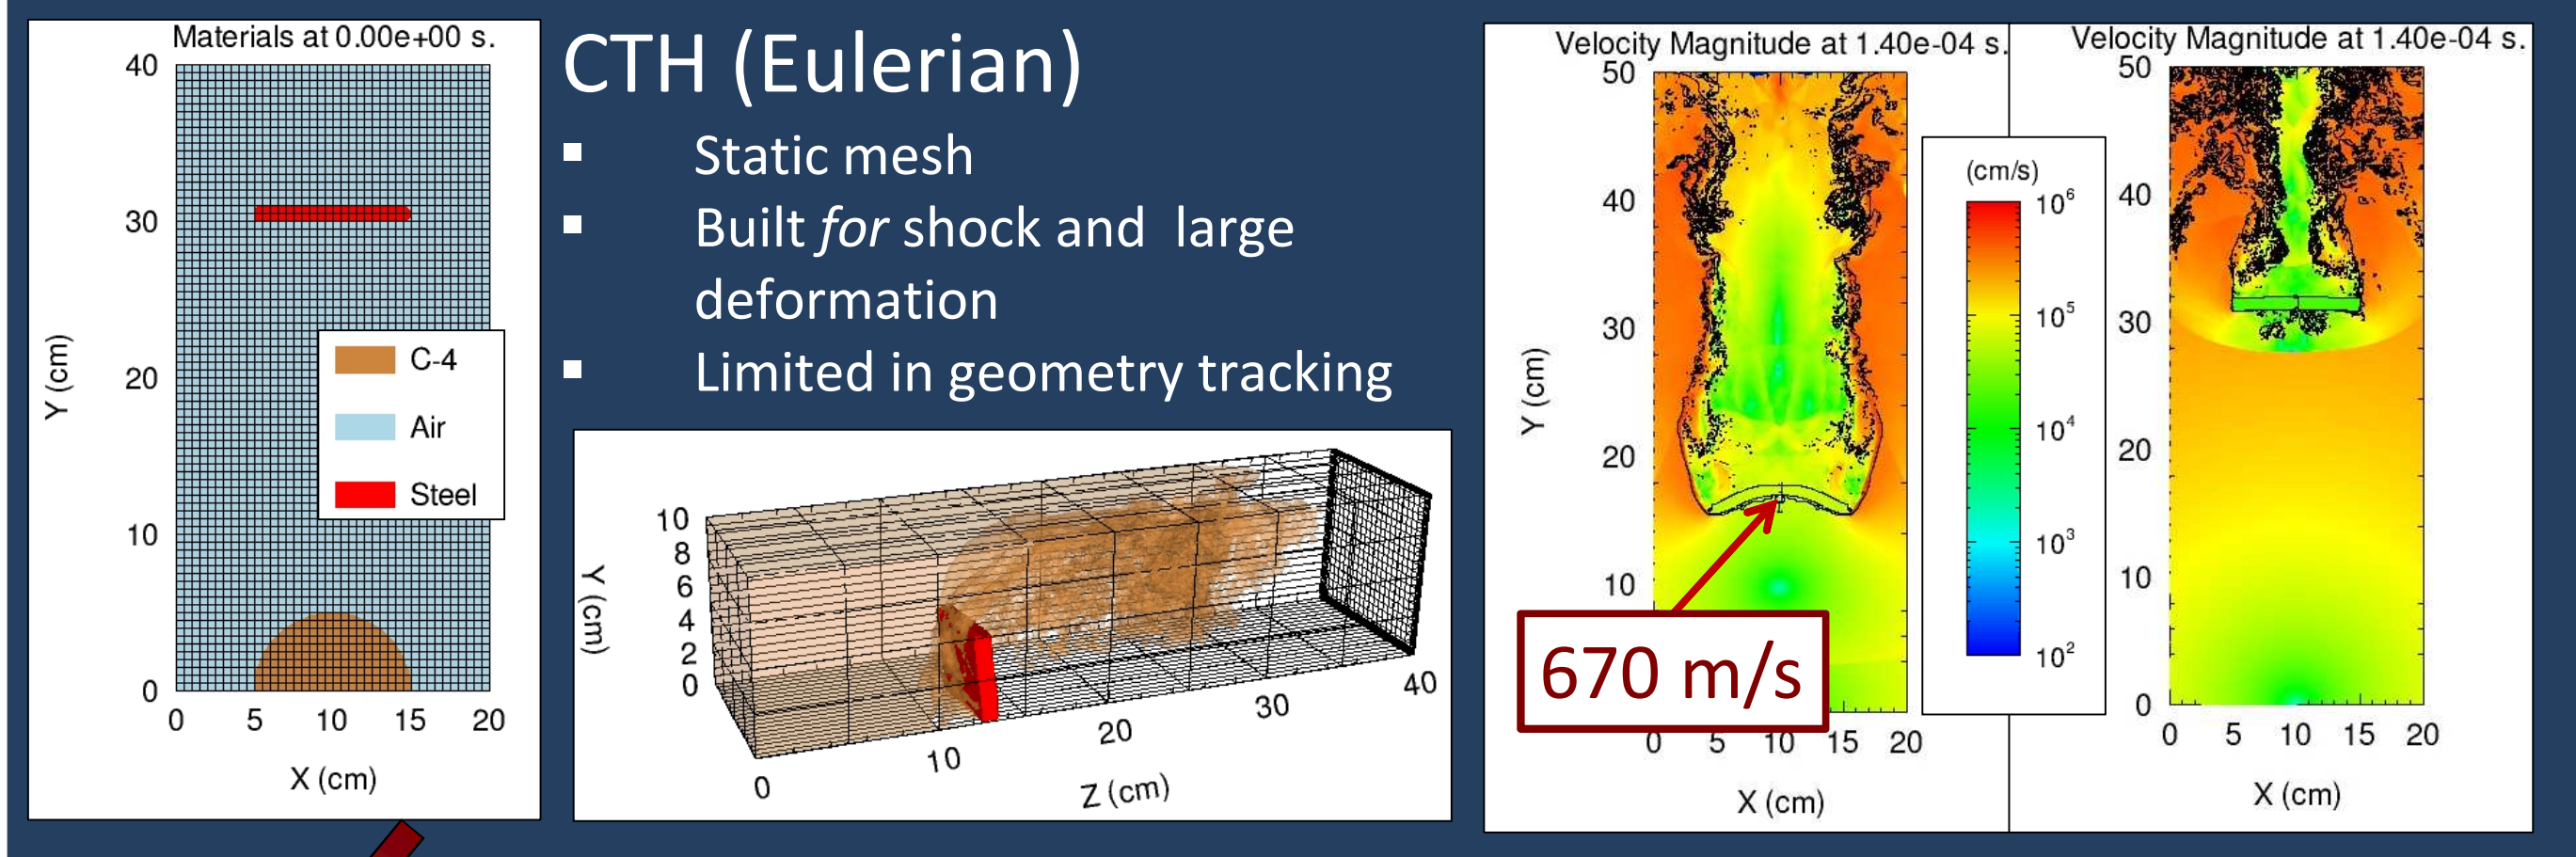 Materials at 0.00e+00 s.
40
30
20
10
0
Y (cm)
0 5 10 15 20
X (cm)
C-4
Air
Steel
CTH (Eulerian)
▪ Static mesh
▪ Built for shock and large
deformation
▪ Limited in geometry tracking
10
8
6
4
2
0
Y (cm)
0 10 20 30 40
Z (cm)
Velocity Magnitude at 1.40e-04 s.
50
40
30
20
10
Y (cm)
0 5 10 15 20
X (cm)
670 m/s
(cm/s)
10⁶
10⁵
10⁴
10³
10²
Velocity Magnitude at 1.40e-04 s.
50
40
30
20
10
0
0 5 10 15 20
X (cm)